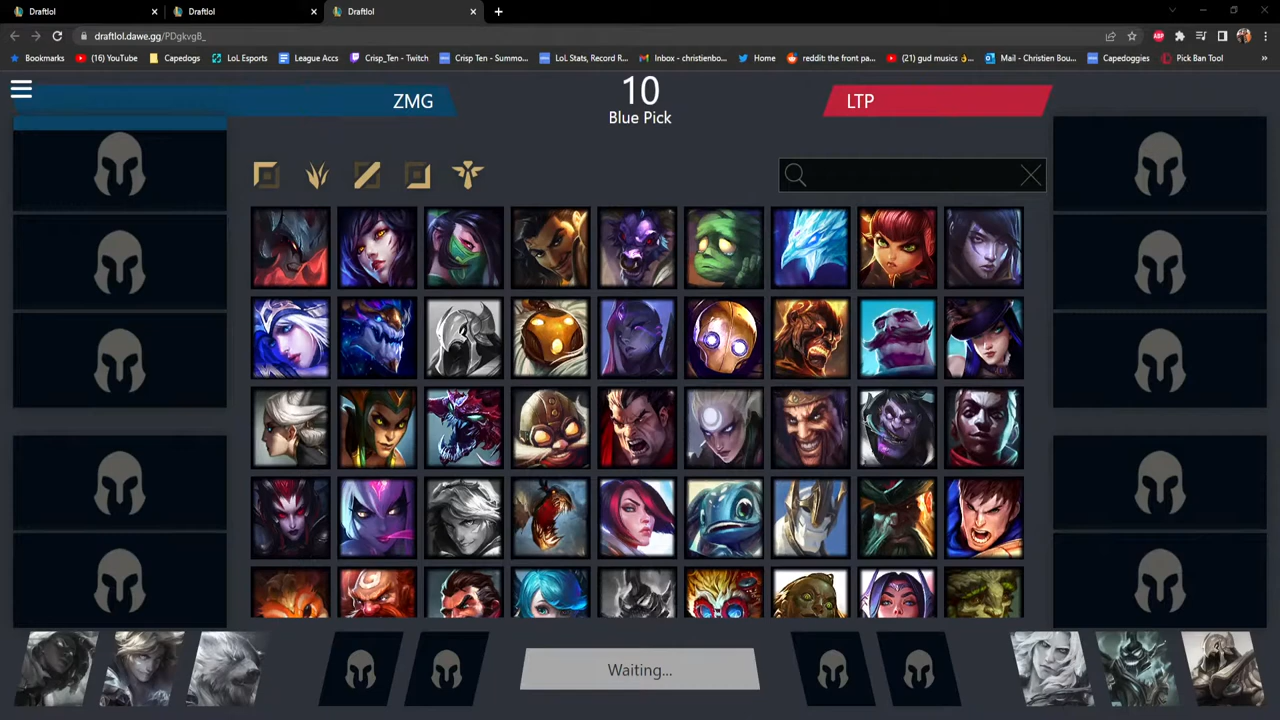 Draftlol
Draftlol
Draftlol
draftlol.dawe.gg/PDgkvgB_
Bookmarks
(16) YouTube
Capedogs
LoL Esports
League Accs
Crisp_Ten - Twitch
Crisp Ten - Summo...
LoL Stats, Record R...
Inbox - christienbo...
Home
reddit: the front pa...
(21) gud musics
Mail - Christien Bou...
Capedoggies
Pick Ban Tool
ABP
ZMG
10
Blue Pick
LTP
Waiting...